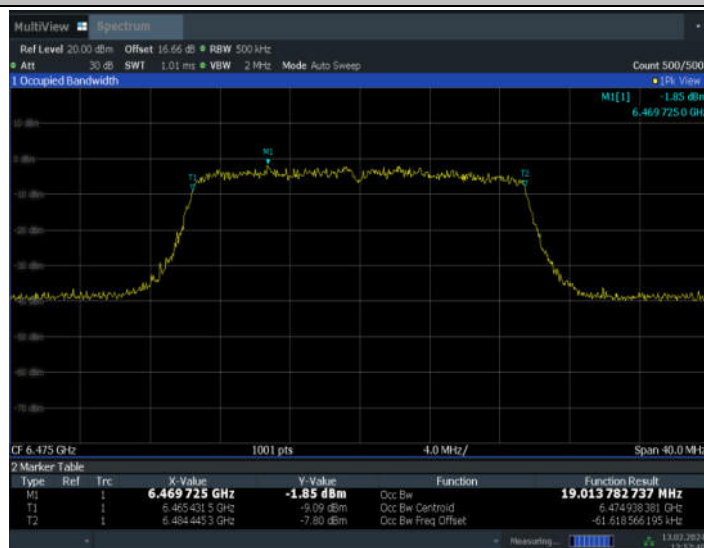 MultiView Spectrum
Ref Level 20.00 dBm Offset 16.66 dB RBW 500 kHz
Att 30 dB SWT 1.01 ms VBW 2 MHz Mode Auto Sweep Count 500/500
1 Occupied Bandwidth 1Pk View
M1[1] -1.85 dBm
6.469 725 0 GHz
10 dBm
0 dBm
M1
T1
T2
-10 dBm
-20 dBm
-30 dBm
-40 dBm
-50 dBm
-60 dBm
-70 dBm
CF 6.475 GHz 1001 pts 4.0 MHz/ Span 40.0 MHz
2 Marker Table
Type Ref Trc X-Value Y-Value Function Function Result
M1 1 6.469 725 GHz -1.85 dBm Occ Bw 19.013 782 737 MHz
T1 1 6.465 431 5 GHz -9.09 dBm Occ Bw Centroid 6.474 938 381 GHz
T2 1 6.484 445 3 GHz -7.80 dBm Occ Bw Freq Offset -61.618 566 195 kHz
Measuring... 13.02.2024